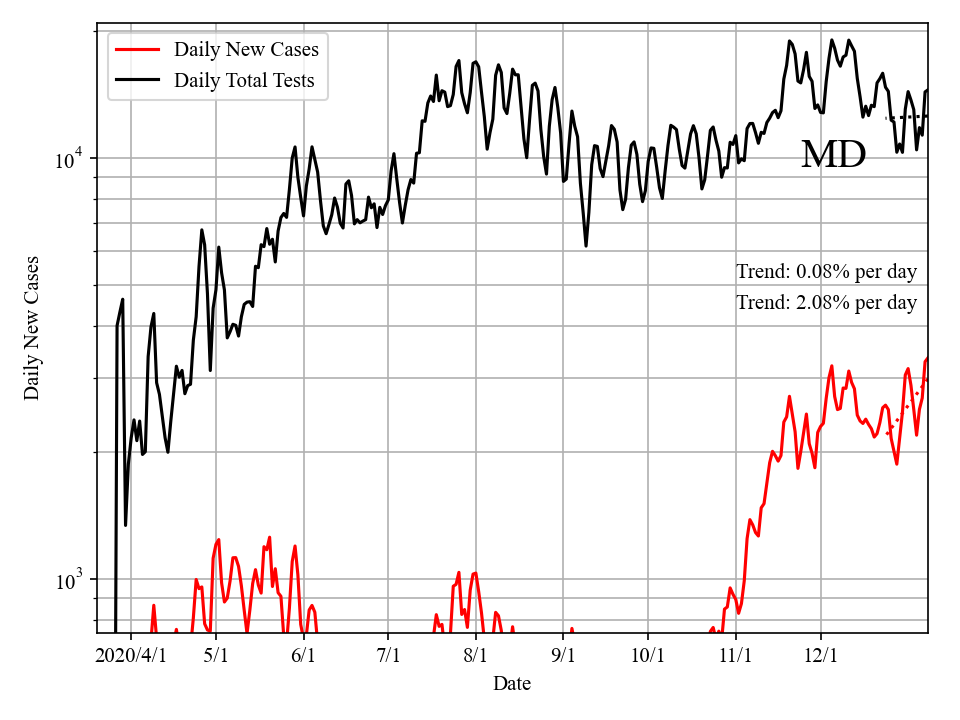 Daily New Cases
Daily Total Tests
10^4
MD
Trend: 0.08% per day
Trend: 2.08% per day
Daily New Cases
10^3
2020/4/1 5/1 6/1 7/1 8/1 9/1 10/1 11/1 12/1
Date